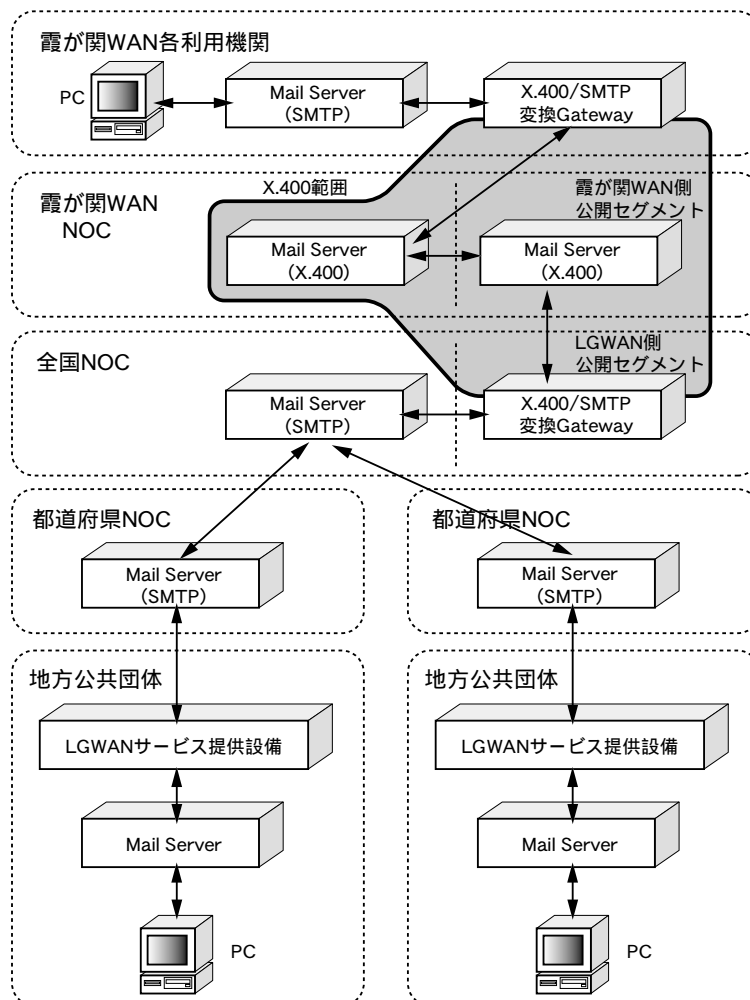 霞が関WAN各利用機関
PC
Mail Server
(SMTP)
X.400/SMTP
変換Gateway
霞が関WAN
NOC
X.400範囲
霞が関WAN側
公開セグメント
Mail Server
(X.400)
Mail Server
(X.400)
全国NOC
LGWAN側
公開セグメント
Mail Server
(SMTP)
X.400/SMTP
変換Gateway
都道府県NOC
Mail Server
(SMTP)
都道府県NOC
Mail Server
(SMTP)
地方公共団体
LGWANサービス提供設備
Mail Server
PC
地方公共団体
LGWANサービス提供設備
Mail Server
PC